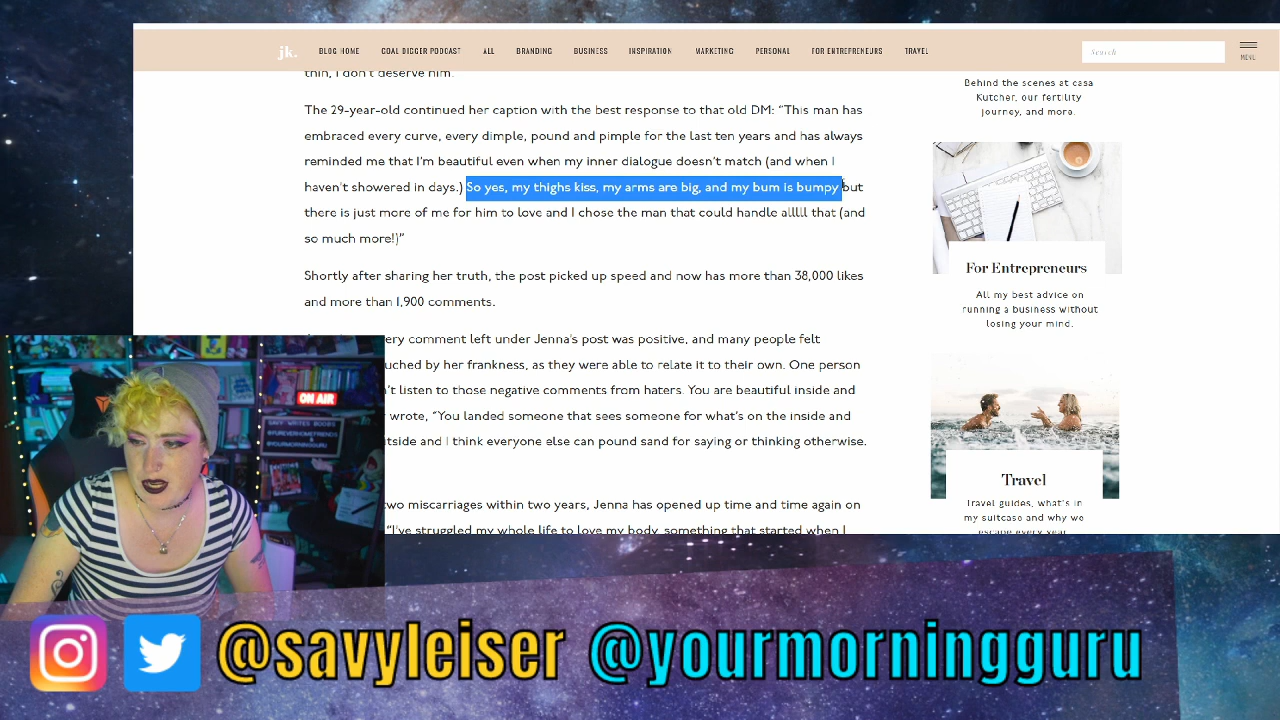 jk.
BLOG HOME GOAL DIGGER PODCAST ALL BRANDING BUSINESS INSPIRATION MARKETING PERSONAL FOR ENTREPRENEURS TRAVEL
Search
MENU
thin, I don't deserve him.
The 29-year-old continued her caption with the best response to that old DM: “This man has
embraced every curve, every dimple, pound and pimple for the last ten years and has always
reminded me that I'm beautiful even when my inner dialogue doesn't match (and when I
haven't showered in days.) So yes, my thighs kiss, my arms are big, and my bum is bumpy but
there is just more of me for him to love and I chose the man that could handle alllll that (and
so much more!)”
Shortly after sharing her truth, the post picked up speed and now has more than 38,000 likes
and more than 1,900 comments.
ery comment left under Jenna's post was positive, and many people felt
uched by her frankness, as they were able to relate it to their own. One person
't listen to those negative comments from haters. You are beautiful inside and
wrote, “You landed someone that sees someone for what's on the inside and
tside and I think everyone else can pound sand for saying or thinking otherwise.
two miscarriages within two years, Jenna has opened up time and time again on
“I've struggled my whole life to love my body, something that started when I
Behind the scenes at casa
Kutcher, our fertility
journey, and more.
For Entrepreneurs
All my best advice on
running a business without
losing your mind.
Travel
Travel guides, what's in
my suitcase and why we
escape every year.
ON AIR
SAVY WRITES BOOKS
@FUREVERHOMEFRIENDS
@YOURMORNINGGURU
@savyleiser @yourmorningguru